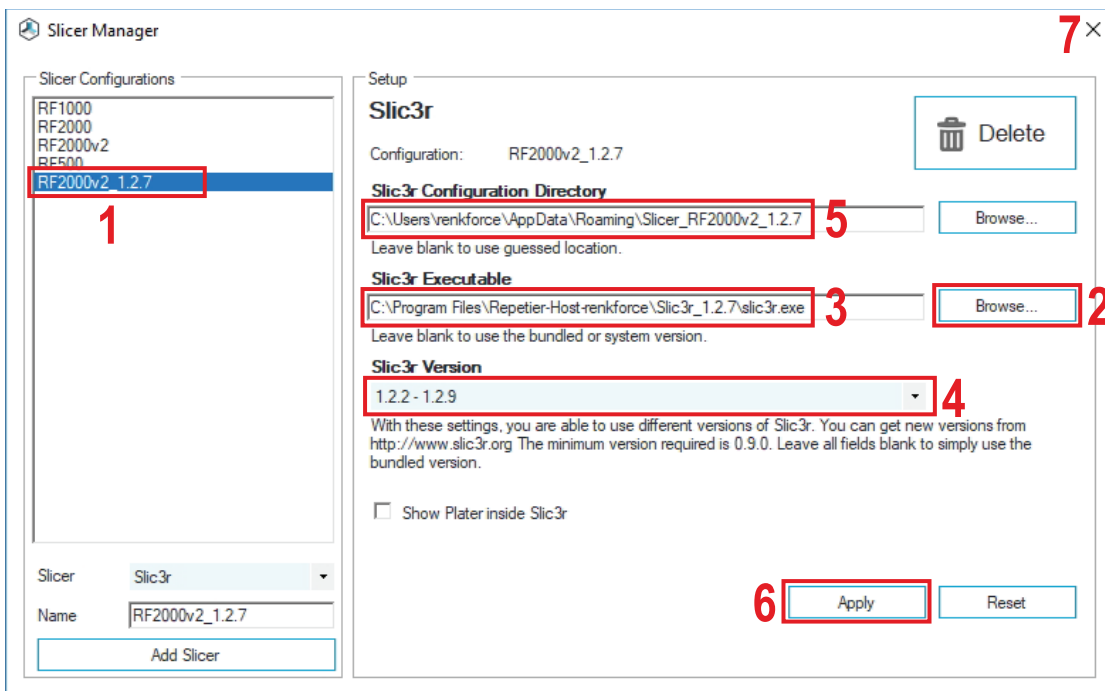 Slicer Manager
7
Slicer Configurations
RF1000
RF2000
RF2000v2
RF500
RF2000v2_1.2.7
1
Slicer
Slic3r
Name
RF2000v2_1.2.7
Add Slicer
Setup
Slic3r
Delete
Configuration: RF2000v2_1.2.7
Slic3r Configuration Directory
C:\Users\renkforce\AppData\Roaming\Slicer_RF2000v2_1.2.7 5 Browse...
Leave blank to use guessed location.
Slic3r Executable
C:\Program Files\Repetier-Host-renkforce\Slic3r_1.2.7\slic3r.exe 3 Browse... 2
Leave blank to use the bundled or system version.
Slic3r Version
1.2.2 - 1.2.9 4
With these settings, you are able to use different versions of Slic3r. You can get new versions from
http://www.slic3r.org The minimum version required is 0.9.0. Leave all fields blank to simply use the
bundled version.
Show Plater inside Slic3r
6 Apply Reset